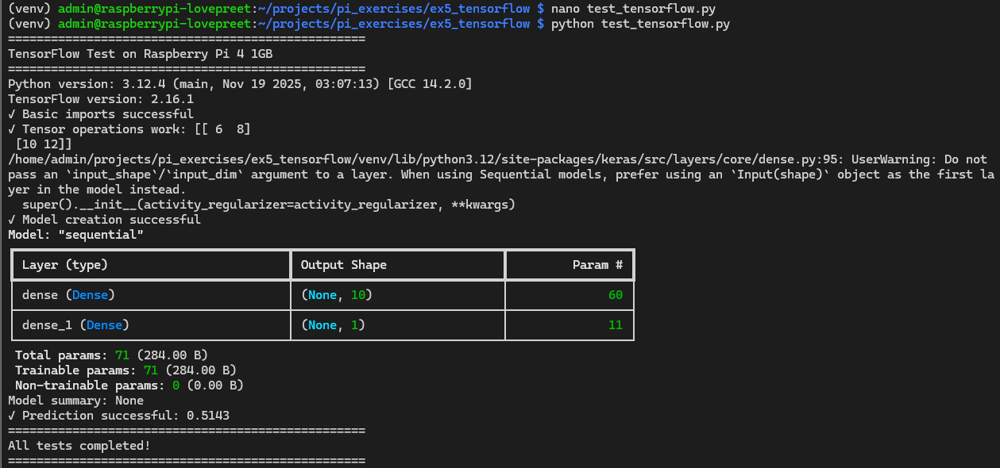 (venv) admin@raspberrypi-lovepreet:~/projects/pi_exercises/ex5_tensorflow $ nano test_tensorflow.py
(venv) admin@raspberrypi-lovepreet:~/projects/pi_exercises/ex5_tensorflow $ python test_tensorflow.py
==================================================
TensorFlow Test on Raspberry Pi 4 1GB
==================================================
Python version: 3.12.4 (main, Nov 19 2025, 03:07:13) [GCC 14.2.0]
TensorFlow version: 2.16.1
✓ Basic imports successful
✓ Tensor operations work: [[ 6  8]
 [10 12]]
/home/admin/projects/pi_exercises/ex5_tensorflow/venv/lib/python3.12/site-packages/keras/src/layers/core/dense.py:95: UserWarning: Do not
pass an `input_shape`/`input_dim` argument to a layer. When using Sequential models, prefer using an `Input(shape)` object as the first la
yer in the model instead.
  super().__init__(activity_regularizer=activity_regularizer, **kwargs)
✓ Model creation successful
Model: "sequential"
Layer (type) Output Shape Param #
dense (Dense) (None, 10) 60
dense_1 (Dense) (None, 1) 11
 Total params: 71 (284.00 B)
 Trainable params: 71 (284.00 B)
 Non-trainable params: 0 (0.00 B)
Model summary: None
✓ Prediction successful: 0.5143
==================================================
All tests completed!
==================================================